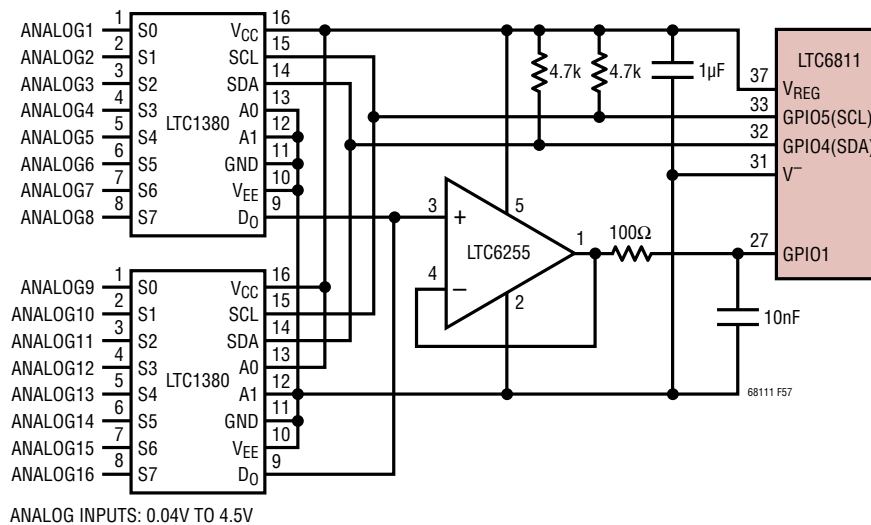 ANALOG1 1 S0 VCC 16
ANALOG2 2 S1 SCL 15
ANALOG3 3 S2 SDA 14
ANALOG4 4 S3 A0 13
ANALOG5 5 S4 A1 12
ANALOG6 6 S5 GND 11
ANALOG7 7 S6 VEE 10
ANALOG8 8 S7 DO 9
LTC1380
ANALOG9 1 S0 VCC 16
ANALOG10 2 S1 SCL 15
ANALOG11 3 S2 SDA 14
ANALOG12 4 S3 A0 13
ANALOG13 5 S4 A1 12
ANALOG14 6 S5 GND 11
ANALOG15 7 S6 VEE 10
ANALOG16 8 S7 DO 9
LTC1380
4.7k
4.7k
1µF
3 +
4 −
5
2
1
LTC6255
100Ω
10nF
LTC6811
37 VREG
33 GPIO5(SCL)
32 GPIO4(SDA)
31 V−
27 GPIO1
68111 F57
ANALOG INPUTS: 0.04V TO 4.5V